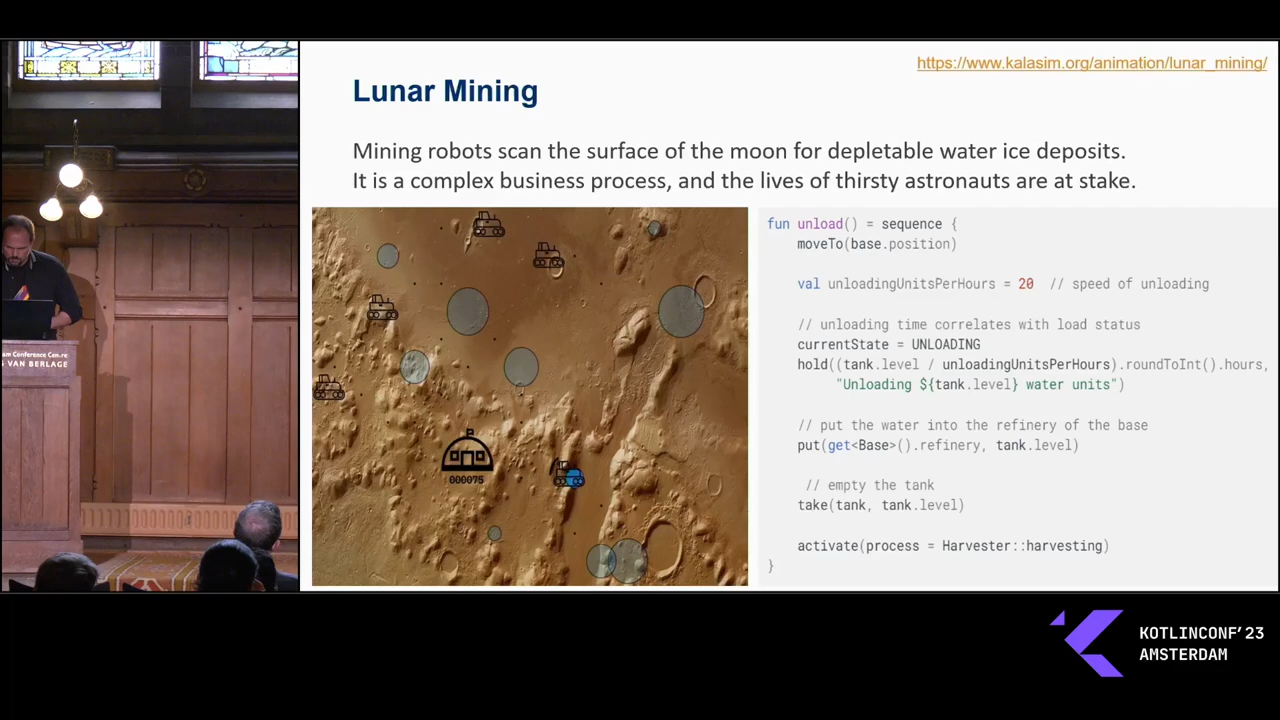 https://www.kalasim.org/animation/lunar_mining/
Lunar Mining
Mining robots scan the surface of the moon for depletable water ice deposits.
It is a complex business process, and the lives of thirsty astronauts are at stake.
000075
fun unload() = sequence {
moveTo(base.position)
val unloadingUnitsPerHours = 20 // speed of unloading
// unloading time correlates with load status
currentState = UNLOADING
hold((tank.level / unloadingUnitsPerHours).roundToInt().hours,
"Unloading ${tank.level} water units")
// put the water into the refinery of the base
put(get<Base>().refinery, tank.level)
// empty the tank
take(tank, tank.level)
activate(process = Harvester::harvesting)
}
am Conference Centre
S VAN BERLAGE
KOTLINCONF'23
AMSTERDAM